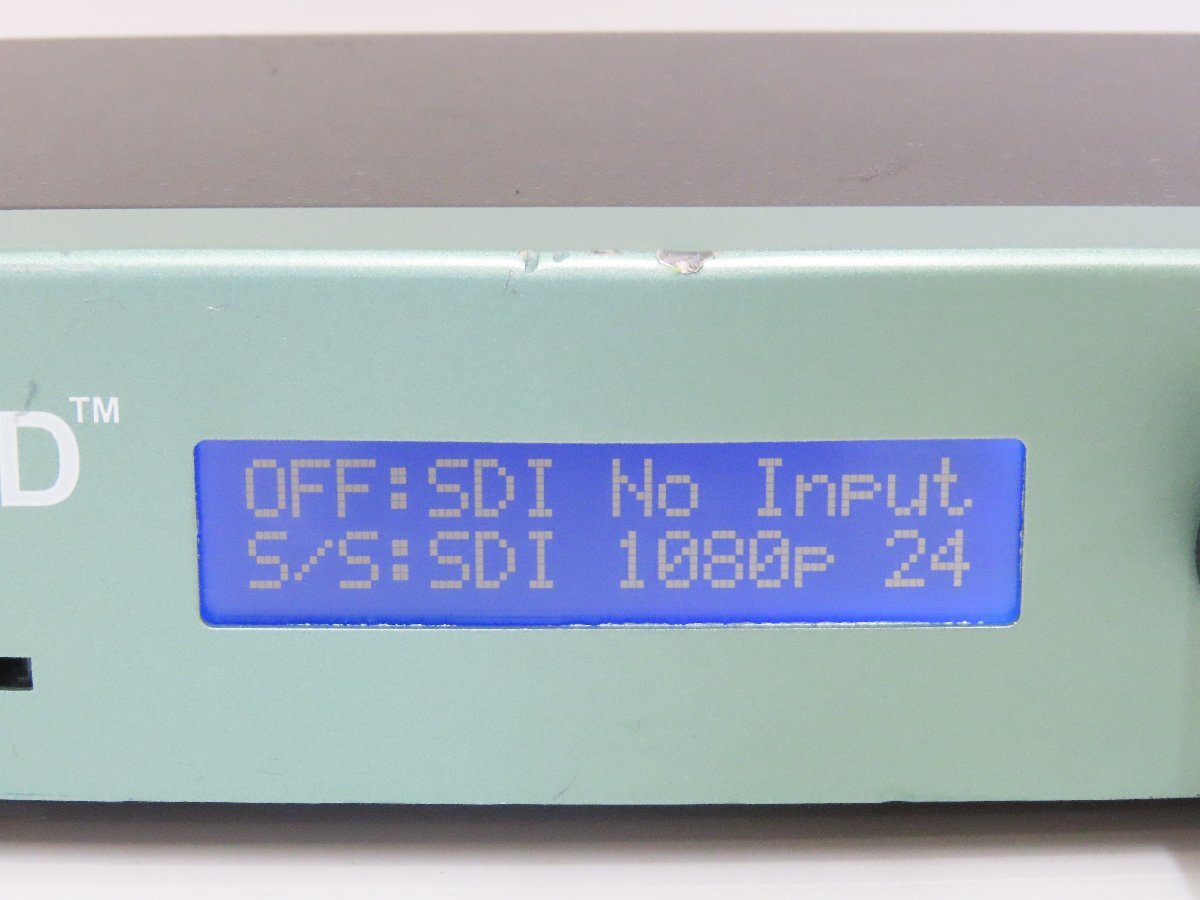 D™
OFF:SDI No Input
S/S:SDI 1080p 24